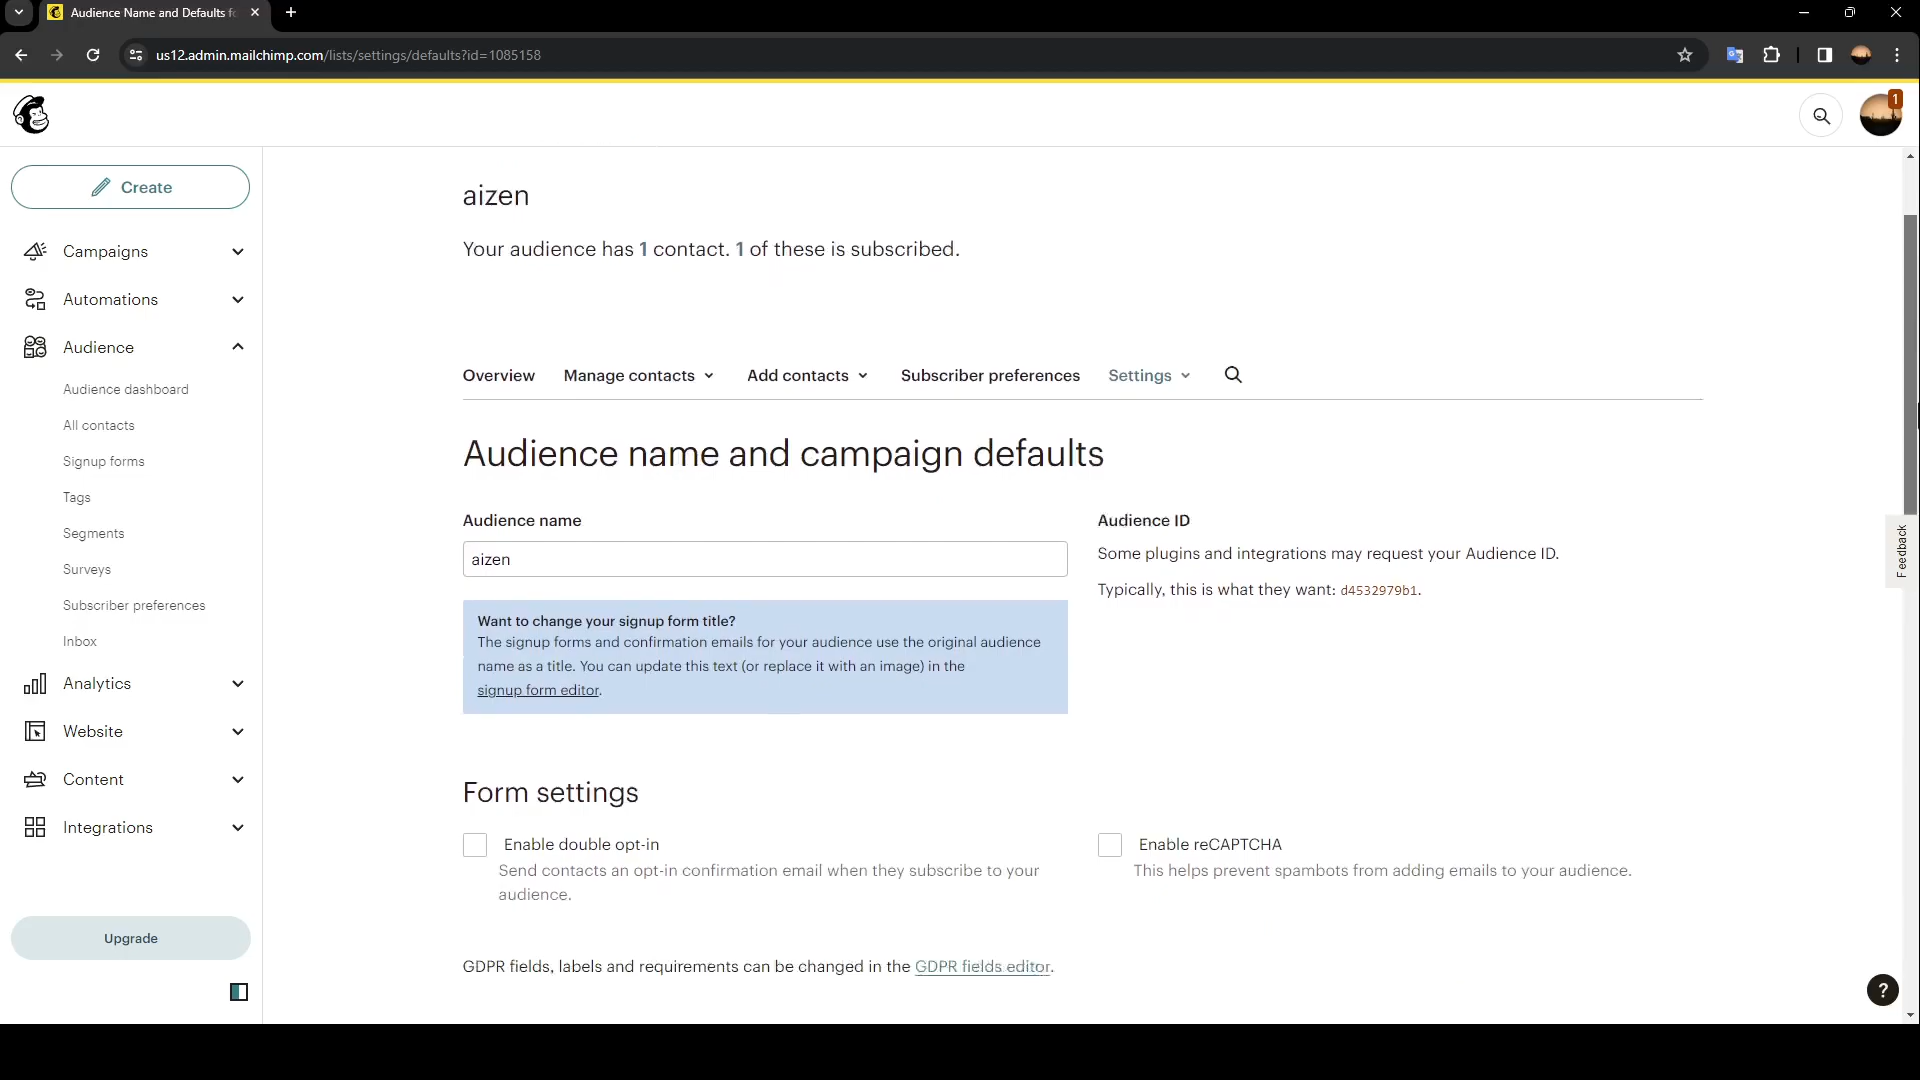 Audience Name and Defaults fo
us12.admin.mailchimp.com/lists/settings/defaults?id=1085158
1
Create
Campaigns
Automations
Audience
Audience dashboard
All contacts
Signup forms
Tags
Segments
Surveys
Subscriber preferences
Inbox
Analytics
Website
Content
Integrations
Upgrade
aizen
Your audience has 1 contact. 1 of these is subscribed.
Overview Manage contacts Add contacts Subscriber preferences Settings
Audience name and campaign defaults
Audience name
aizen
Want to change your signup form title?
The signup forms and confirmation emails for your audience use the original audience
name as a title. You can update this text (or replace it with an image) in the
signup form editor.
Audience ID
Some plugins and integrations may request your Audience ID.
Typically, this is what they want: d4532979b1.
Form settings
Enable double opt-in
Send contacts an opt-in confirmation email when they subscribe to your
audience.
Enable reCAPTCHA
This helps prevent spambots from adding emails to your audience.
GDPR fields, labels and requirements can be changed in the GDPR fields editor.
Feedback
?